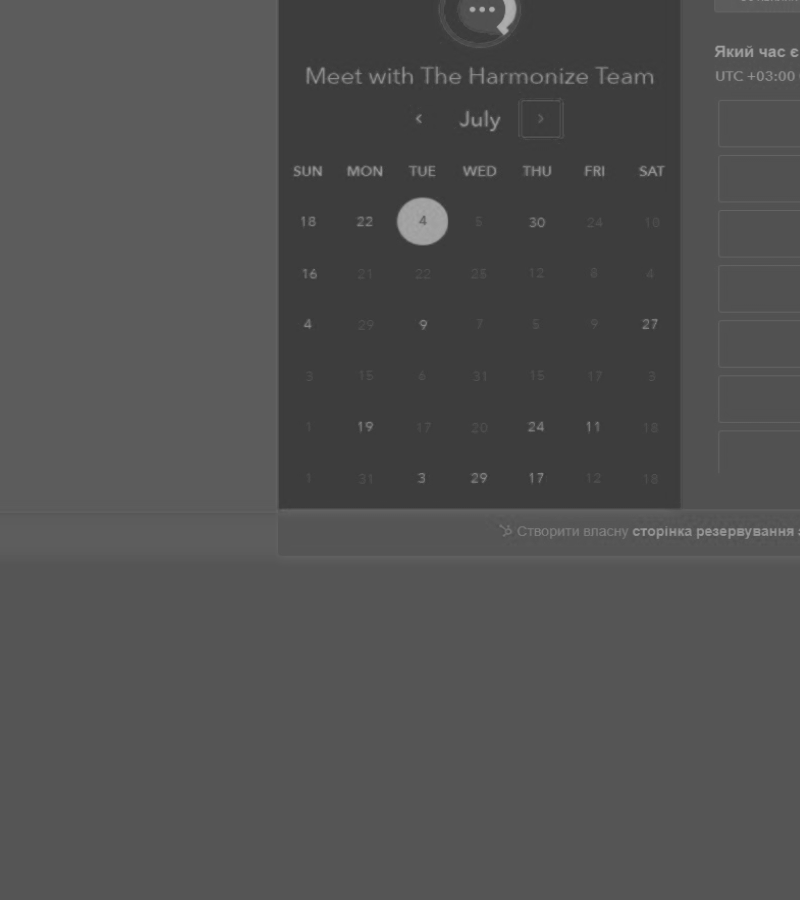 Meet with The Harmonize Team
‹ July ›
SUN MON TUE WED THU FRI SAT
18 22 4 5 30 24 10
16 21 22 28 12 8 4
4 29 9 7 5 9 27
3 15 6 31 15 17 3
1 19 17 20 24 11 18
1 31 3 29 17 12 18
Який час є
UTC +03:00
Створити власну сторінка резервування